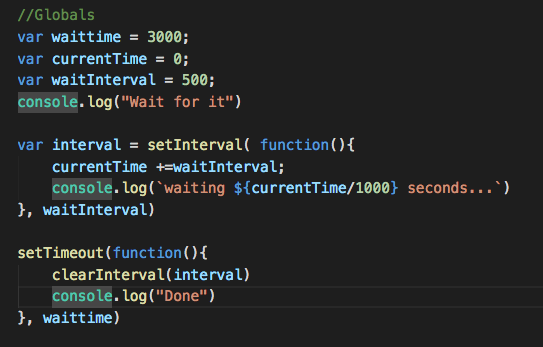 //Globals
var waittime = 3000;
var currentTime = 0;
var waitInterval = 500;
console.log("Wait for it")
var interval = setInterval( function(){
currentTime +=waitInterval;
console.log(`waiting ${currentTime/1000} seconds...`)
}, waitInterval)
setTimeout(function(){
clearInterval(interval)
console.log("Done")
}, waittime)